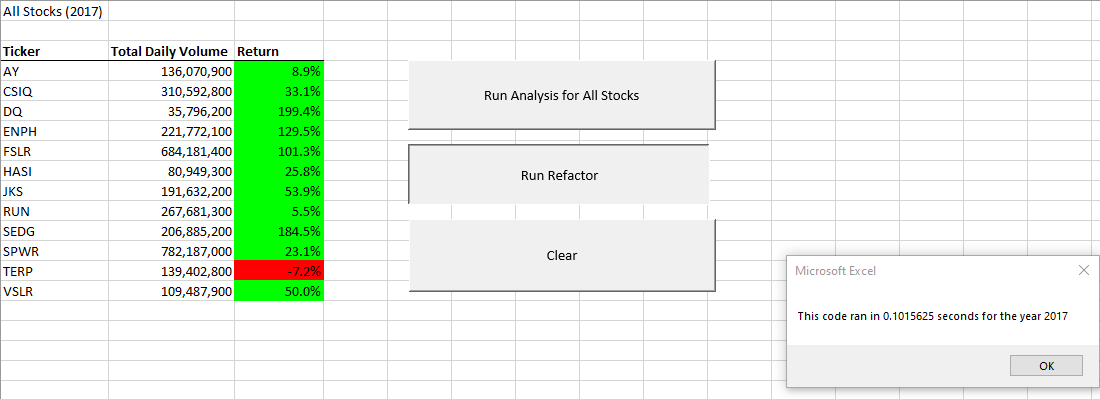 All Stocks (2017)
Ticker Total Daily Volume Return
AY 136,070,900 8.9%
CSIQ 310,592,800 33.1%
DQ 35,796,200 199.4%
ENPH 221,772,100 129.5%
FSLR 684,181,400 101.3%
HASI 80,949,300 25.8%
JKS 191,632,200 53.9%
RUN 267,681,300 5.5%
SEDG 206,885,200 184.5%
SPWR 782,187,000 23.1%
TERP 139,402,800 -7.2%
VSLR 109,487,900 50.0%
Run Analysis for All Stocks
Run Refactor
Clear
Microsoft Excel
This code ran in 0.1015625 seconds for the year 2017
OK